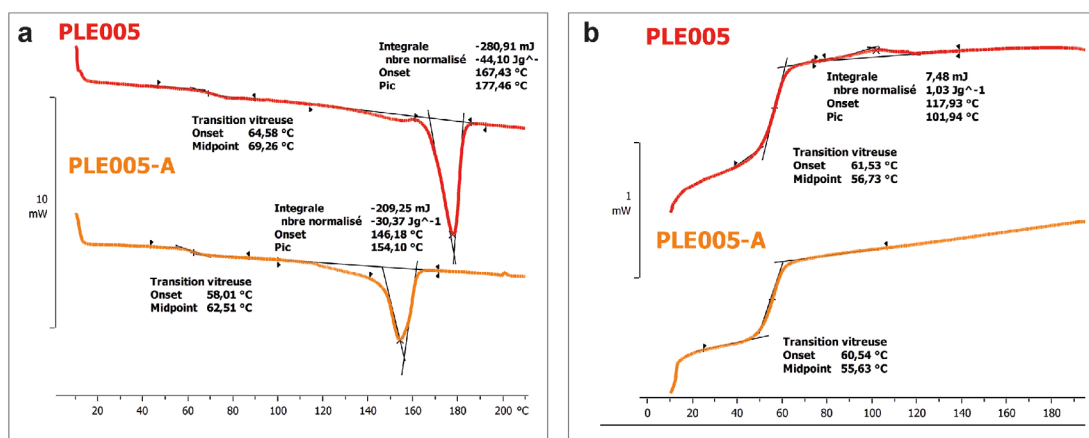 a
PLE005
Integrale -280,91 mJ
nbre normalisé -44,10 Jg^-
Onset 167,43 °C
Pic 177,46 °C
Transition vitreuse
Onset 64,58 °C
Midpoint 69,26 °C
PLE005-A
10
mW
Integrale -209,25 mJ
nbre normalisé -30,37 Jg^-1
Onset 146,18 °C
Pic 154,10 °C
Transition vitreuse
Onset 58,01 °C
Midpoint 62,51 °C
20 40 60 80 100 120 140 160 180 200 °C
b
PLE005
Integrale 7,48 mJ
nbre normalisé 1,03 Jg^-1
Onset 117,93 °C
Pic 101,94 °C
Transition vitreuse
Onset 61,53 °C
Midpoint 56,73 °C
1
mW
PLE005-A
Transition vitreuse
Onset 60,54 °C
Midpoint 55,63 °C
0 20 40 60 80 100 120 140 160 180